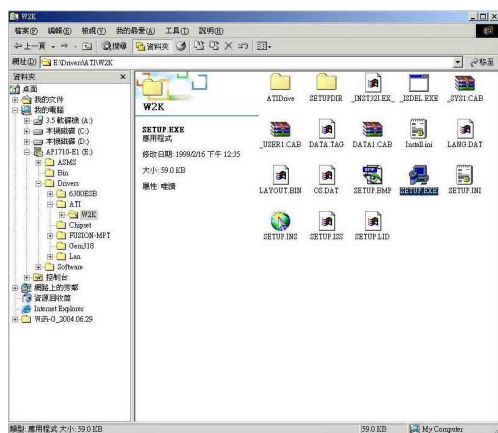 W2K
檔案(F) 編輯(E) 檢視(V) 我的最愛(A) 工具(T) 說明(H)
上一頁 搜尋 資料夾
網址(D) E:\Drivers\ATI\W2K 移至
資料夾
桌面
我的文件
我的電腦
3.5 軟碟機 (A:)
本機磁碟 (C:)
本機磁碟 (D:)
AP1710-E1 (E:)
ASMS
Bin
Drivers
6300ESB
ATI
W2K
Chipset
FUSION-MPT
Gem318
Lan
Software
控制台
網路上的芳鄰
資源回收筒
Internet Explorer
WiFi-G_2004.06.29
W2K
SETUP.EXE
應用程式
修改日期: 1999/2/16 下午 12:35
大小: 59.0 KB
屬性: 唯讀
ATIDrive SETUPDIR _INST32I.EX_ _ISDEL.EXE _SYS1.CAB
_USER1.CAB DATA.TAG DATA1.CAB Install.ini LANG.DAT
LAYOUT.BIN OS.DAT SETUP.BMP SETUP.EXE SETUP.INI
SETUP.INS SETUP.ISS SETUP.LID
類型: 應用程式 大小: 59.0 KB 59.0 KB My Computer